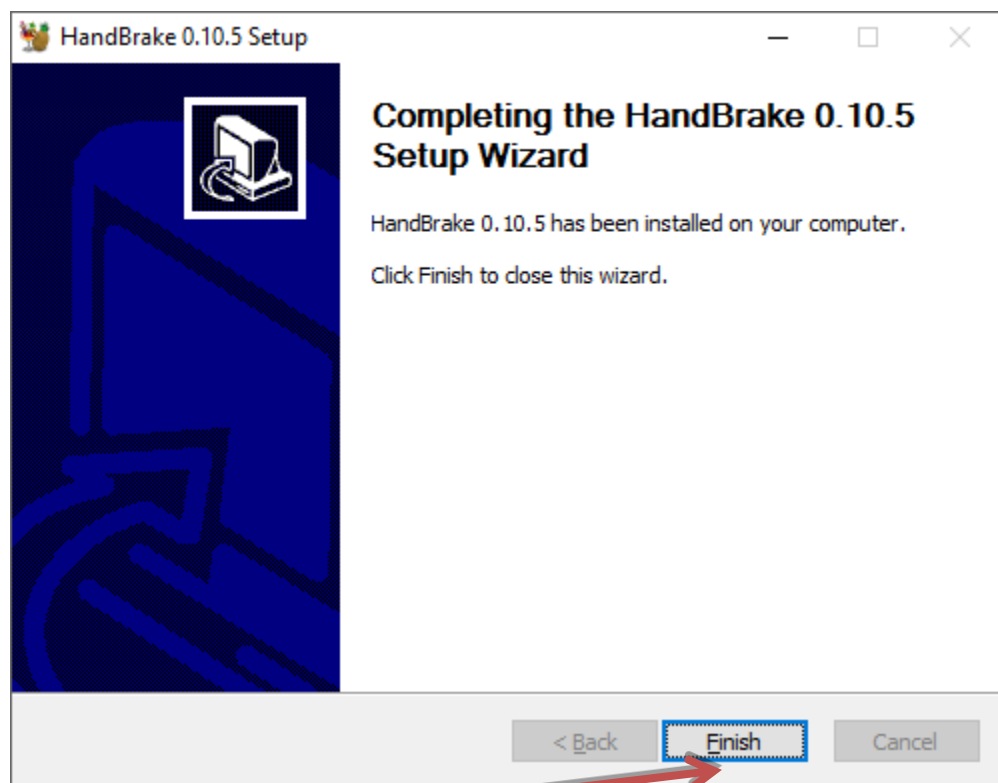 HandBrake 0.10.5 Setup
Completing the HandBrake 0.10.5
Setup Wizard
HandBrake 0.10.5 has been installed on your computer.
Click Finish to close this wizard.
< Back Finish Cancel